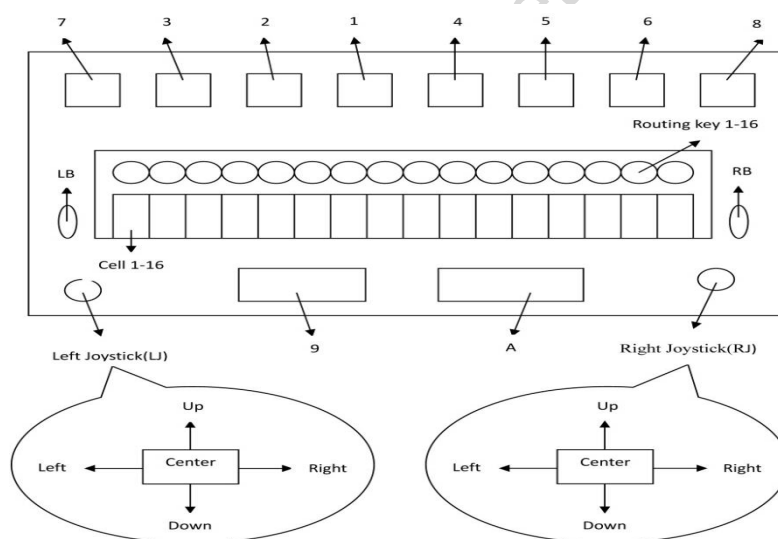 7 3 2 1 4 5 6 8
Routing key 1-16
LB
RB
Cell 1-16
Left Joystick(LJ)
9
A
Right Joystick(RJ)
Up
Left
Center
Right
Down
Up
Left
Center
Right
Down